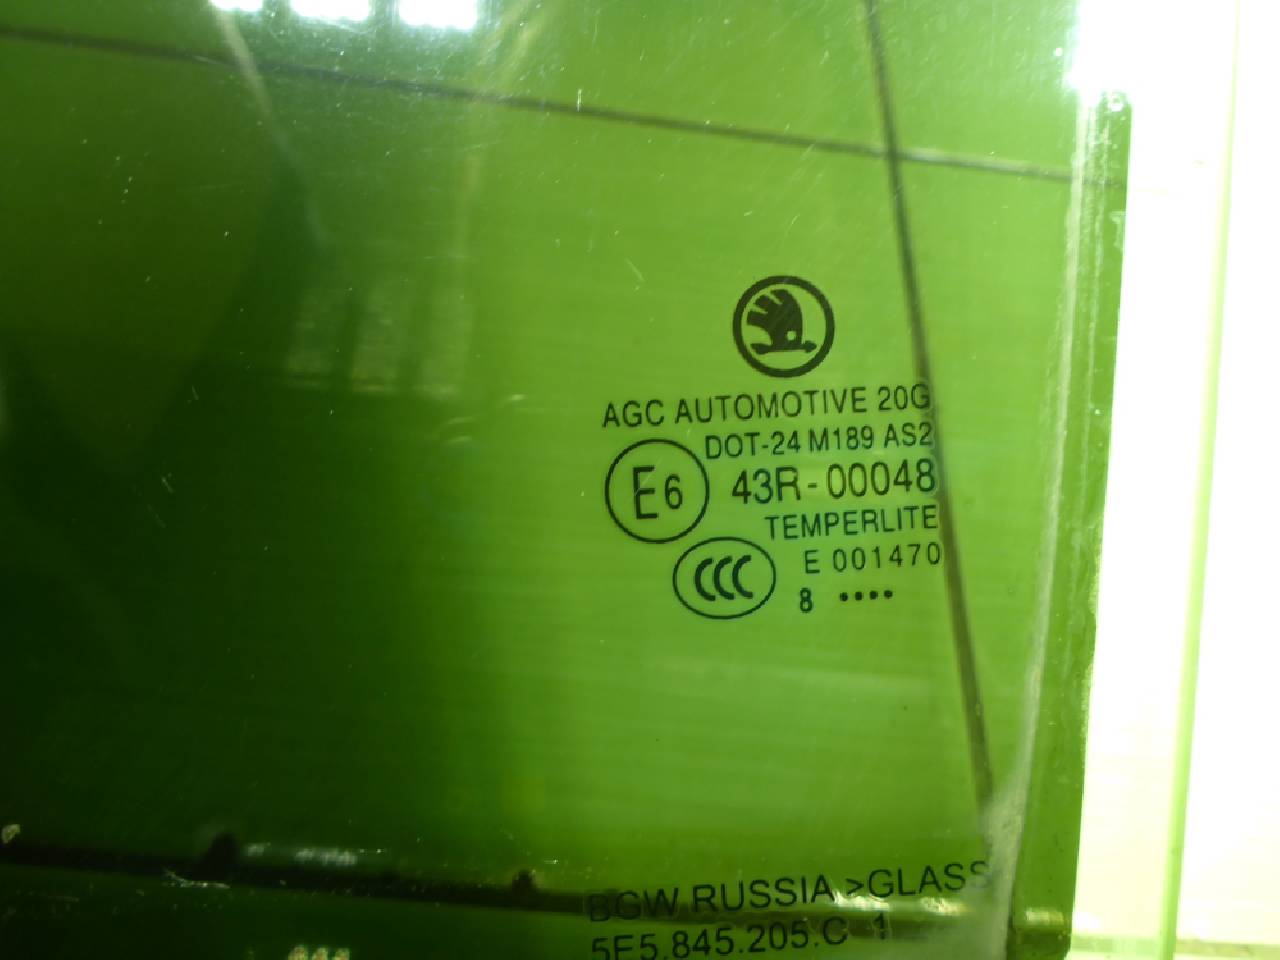 AGC AUTOMOTIVE 20G
DOT-24 M189 AS2
E6 43R-00048
TEMPERLITE
CCC E 001470
8 ••••
BGW RUSSIA >GLASS
5E5.845.205.C 1